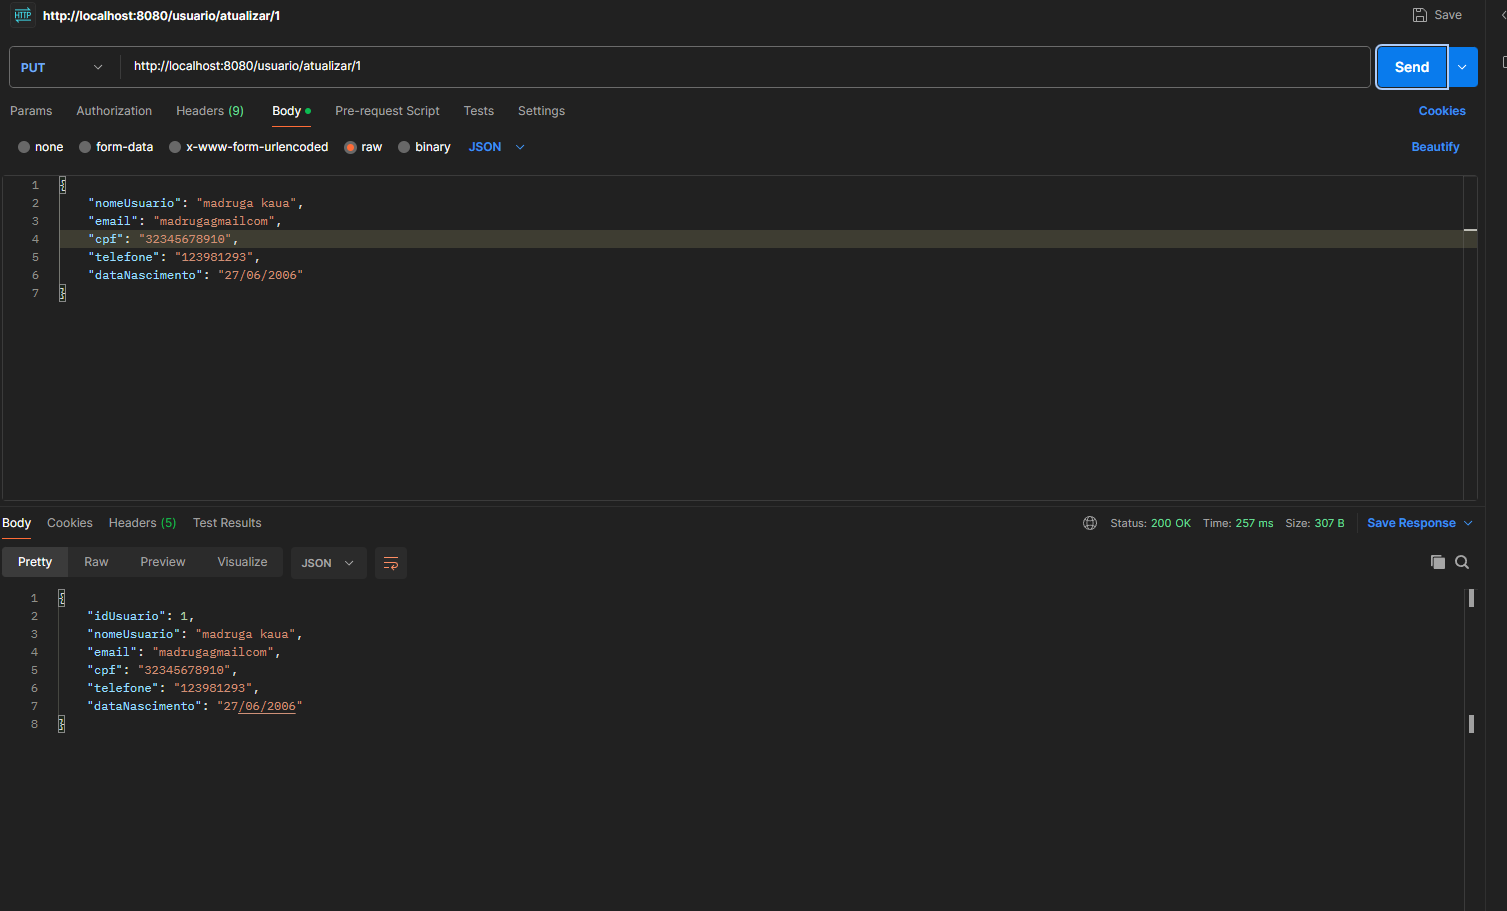 HTTP http://localhost:8080/usuario/atualizar/1 Save
PUT http://localhost:8080/usuario/atualizar/1 Send
Params Authorization Headers (9) Body Pre-request Script Tests Settings Cookies
none form-data x-www-form-urlencoded raw binary JSON Beautify
1 {
2 "nomeUsuario": "madruga kaua",
3 "email": "madrugagmailcom",
4 "cpf": "32345678910",
5 "telefone": "123981293",
6 "dataNascimento": "27/06/2006"
7 }
Body Cookies Headers (5) Test Results Status: 200 OK Time: 257 ms Size: 307 B Save Response
Pretty Raw Preview Visualize JSON
1 {
2 "idUsuario": 1,
3 "nomeUsuario": "madruga kaua",
4 "email": "madrugagmailcom",
5 "cpf": "32345678910",
6 "telefone": "123981293",
7 "dataNascimento": "27/06/2006"
8 }